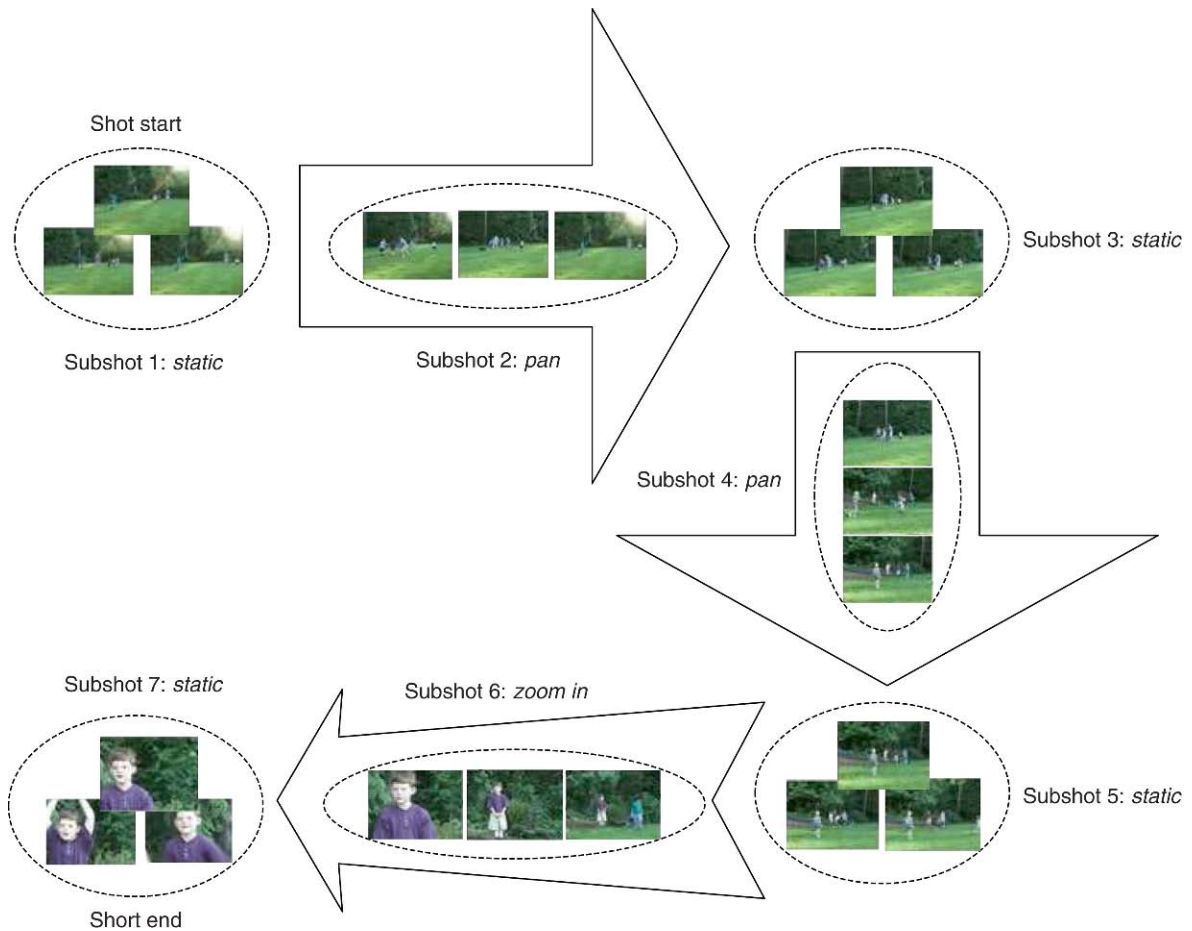 Shot start
Subshot 1: static
Subshot 2: pan
Subshot 3: static
Subshot 4: pan
Subshot 5: static
Subshot 6: zoom in
Subshot 7: static
Short end